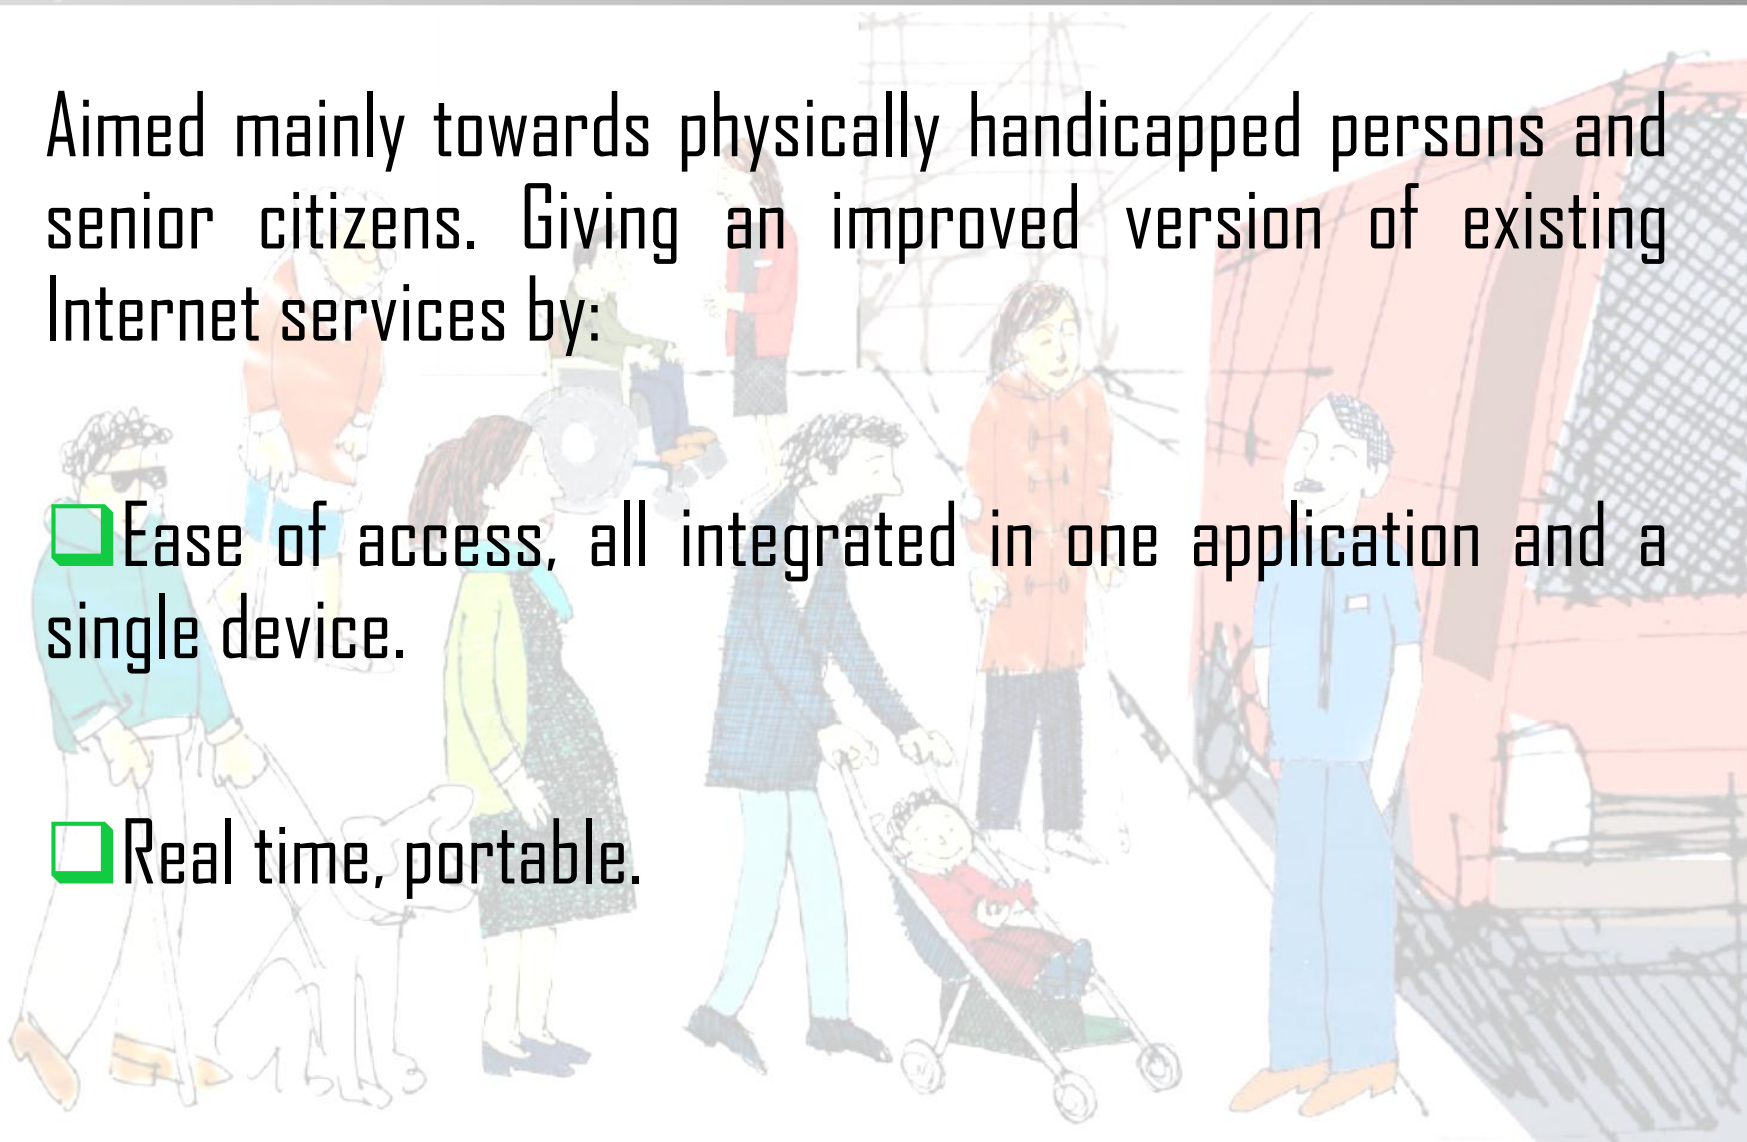 Aimed mainly towards physically handicapped persons and
senior citizens. Giving an improved version of existing
Internet services by:
❑Ease of access, all integrated in one application and a
single device.
❑Real time, portable.